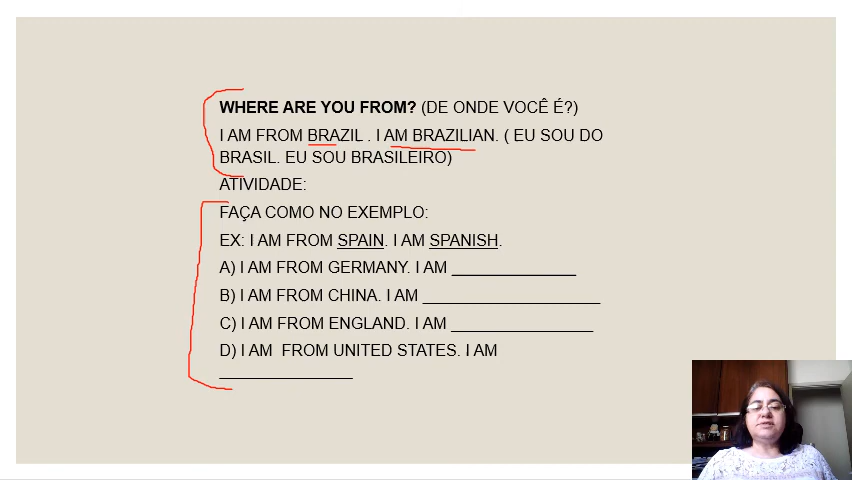 WHERE ARE YOU FROM? (DE ONDE VOCÊ É?)
I AM FROM BRAZIL . I AM BRAZILIAN. ( EU SOU DO
BRASIL. EU SOU BRASILEIRO)
ATIVIDADE:
FAÇA COMO NO EXEMPLO:
EX: I AM FROM SPAIN. I AM SPANISH.
A) I AM FROM GERMANY. I AM ______________
B) I AM FROM CHINA. I AM ____________________
C) I AM FROM ENGLAND. I AM ________________
D) I AM  FROM UNITED STATES. I AM
_______________